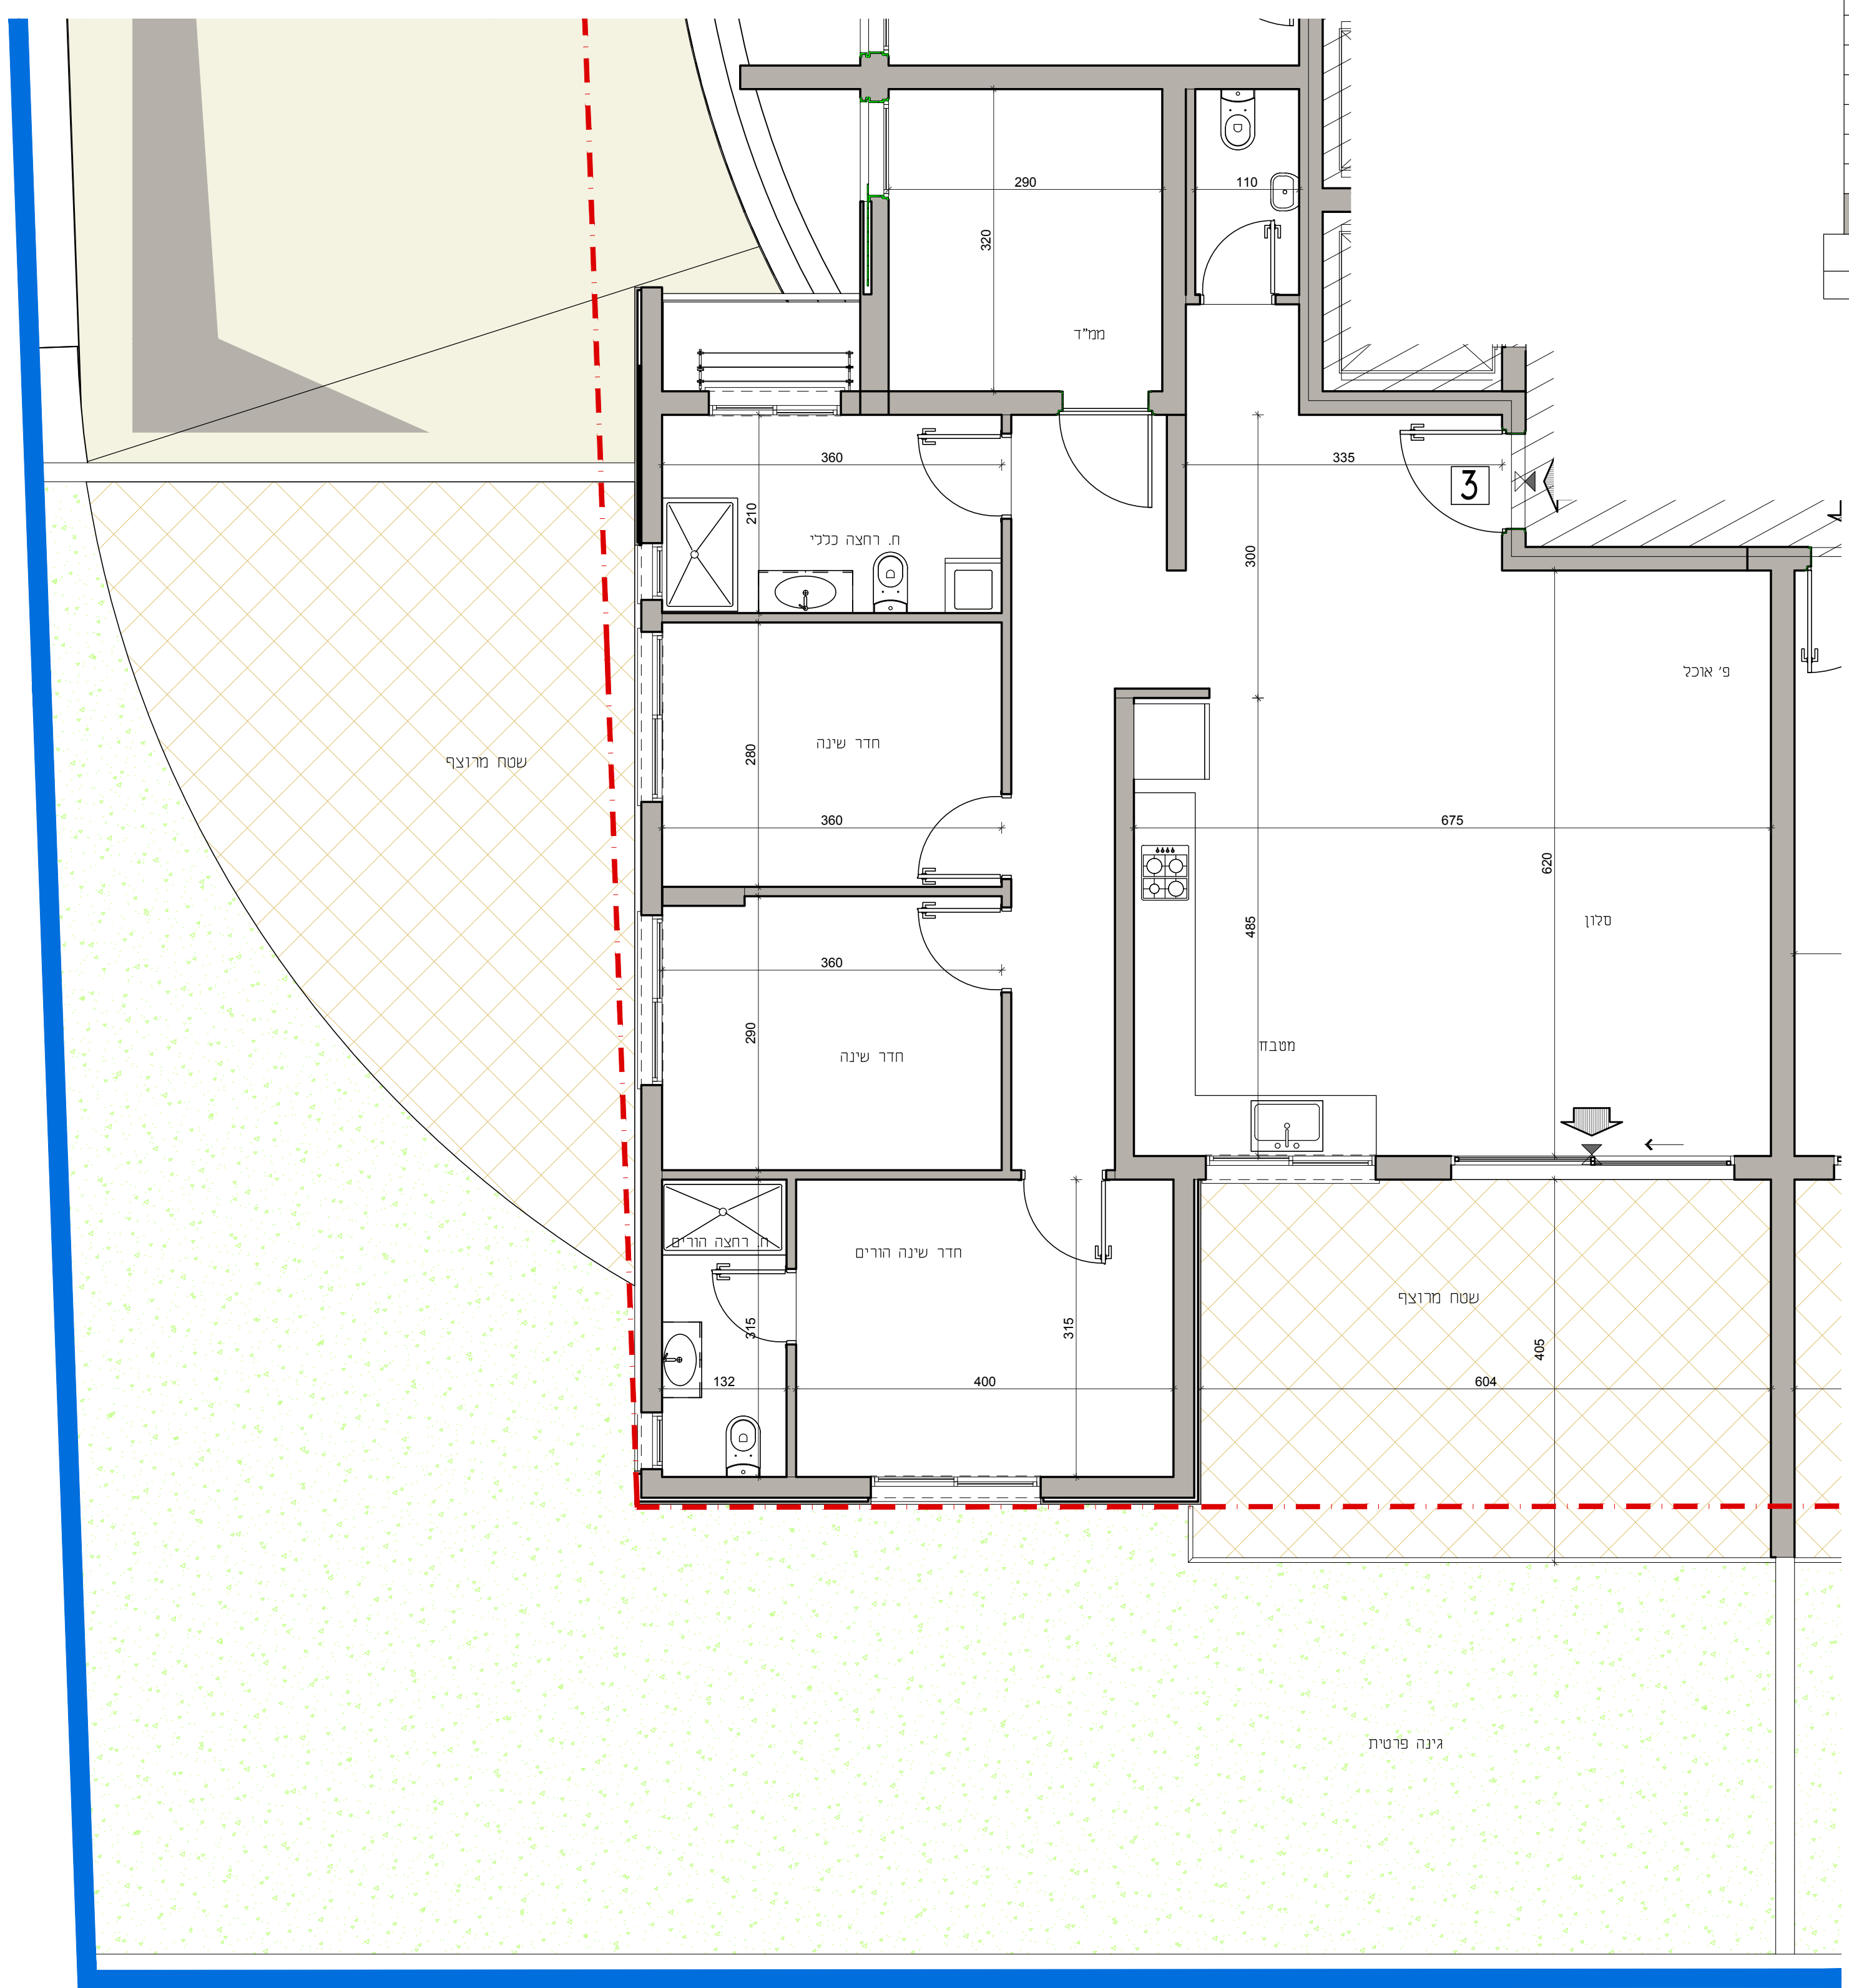 290
110
320
ממ"ד
360
335
3
210
ח. רחצה כללי
300
פ' אוכל
חדר שינה
שטח מרוצף
280
360
675
620
485
סלון
360
290
מטבח
חדר שינה
ח. רחצה הורים
חדר שינה הורים
שטח מרוצף
315
315
405
132
400
604
גינה פרטית